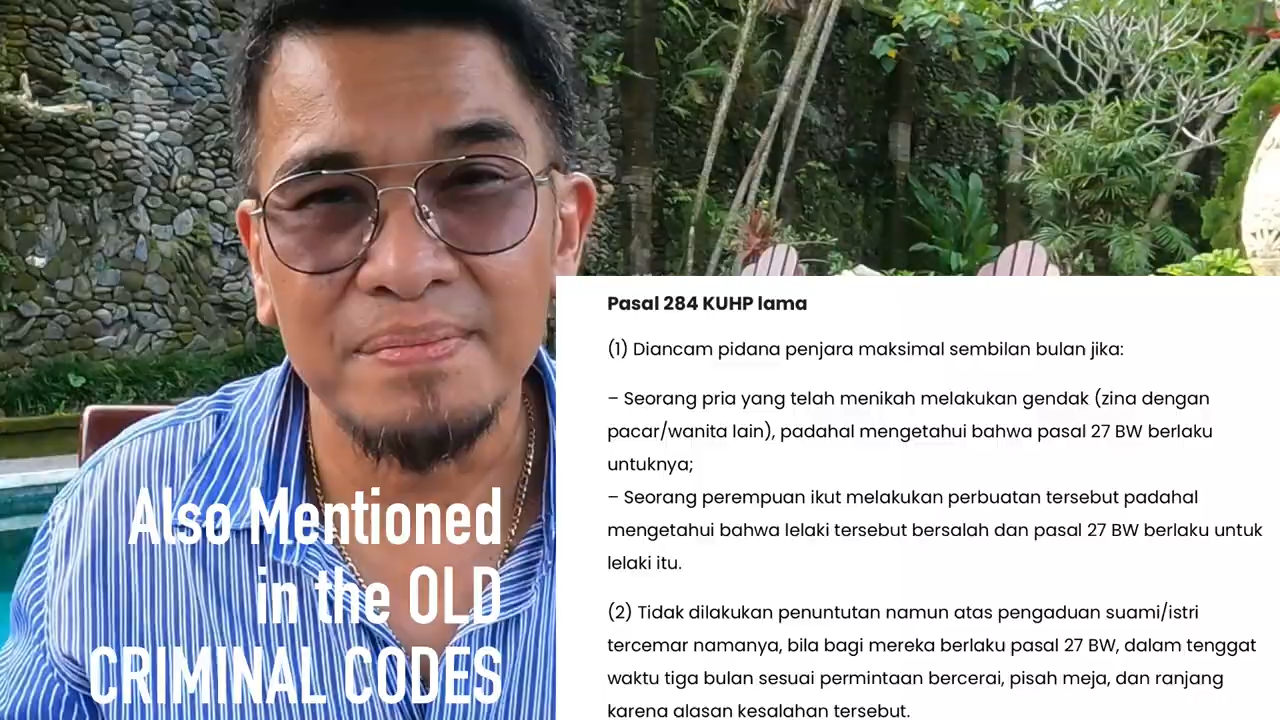 Pasal 284 KUHP lama
(1) Diancam pidana penjara maksimal sembilan bulan jika:
– Seorang pria yang telah menikah melakukan gendak (zina dengan
pacar/wanita lain), padahal mengetahui bahwa pasal 27 BW berlaku
untuknya;
– Seorang perempuan ikut melakukan perbuatan tersebut padahal
mengetahui bahwa lelaki tersebut bersalah dan pasal 27 BW berlaku untuk
lelaki itu.
(2) Tidak dilakukan penuntutan namun atas pengaduan suami/istri
tercemar namanya, bila bagi mereka berlaku pasal 27 BW, dalam tenggat
waktu tiga bulan sesuai permintaan bercerai, pisah meja, dan ranjang
karena alasan kesalahan tersebut.
Also Mentioned
in the OLD
CRIMINAL CODES